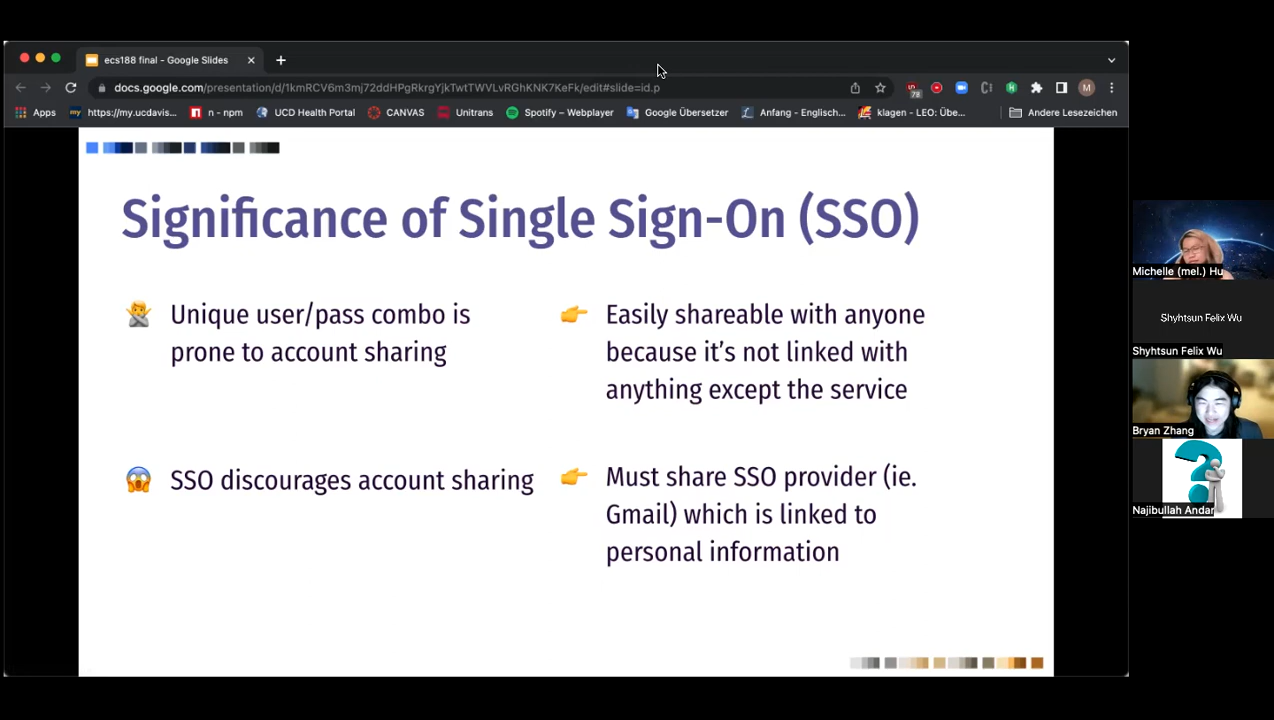 ecs188 final - Google Slides
docs.google.com/presentation/d/1kmRCV6m3mj72ddHPgRkrgYjkTwtTWVLvRGhKNK7KeFk/edit#slide=id.p
78
M
Apps
my
https://my.ucdavis...
n - npm
UCD Health Linked
CANVAS
Unitrans
Spotify – Webplayer
Google Übersetzer
Anfang - Englisch...
klagen - LEO: Übe...
Andere Lesezeichen
Significance of Single Sign-On (SSO)
Unique user/pass combo is
prone to account sharing
Easily shareable with anyone
because it's not linked with
anything except the service
SSO discourages account sharing
Must share SSO provider (ie.
Gmail) which is linked to
personal information
Michelle (mel.) Hu
Shyhtsun Felix Wu
Shyhtsun Felix Wu
Bryan Zhang
Najibullah Andar